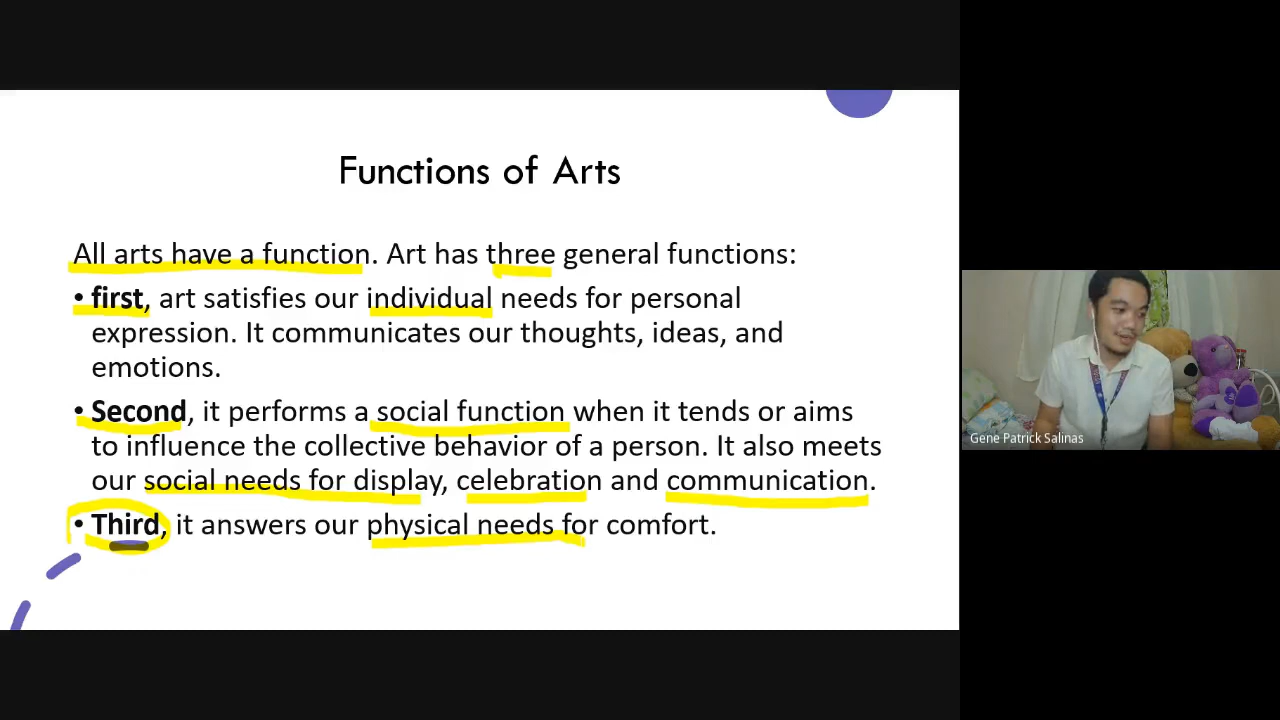 Functions of Arts
All arts have a function. Art has three general functions:
• first, art satisfies our individual needs for personal
expression. It communicates our thoughts, ideas, and
emotions.
• Second, it performs a social function when it tends or aims
to influence the collective behavior of a person. It also meets
our social needs for display, celebration and communication.
• Third, it answers our physical needs for comfort.
Gene Patrick Salinas